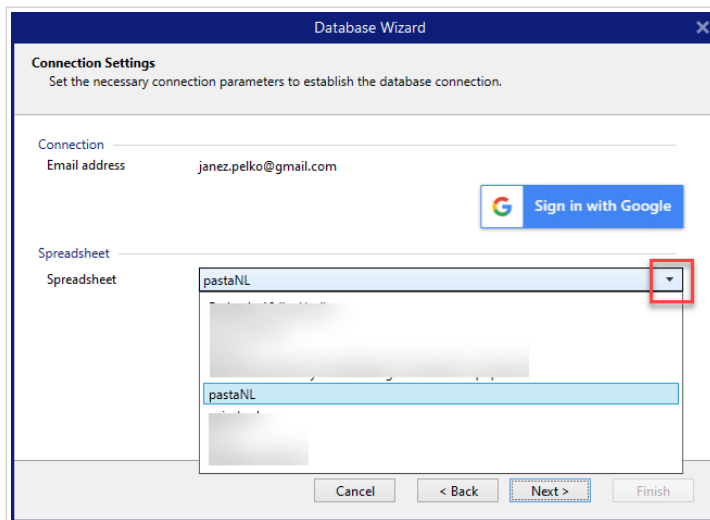 Database Wizard
Connection Settings
Set the necessary connection parameters to establish the database connection.
Connection
Email address janez.pelko@gmail.com
Sign in with Google
Spreadsheet
Spreadsheet pastaNL
pastaNL
Cancel < Back Next > Finish